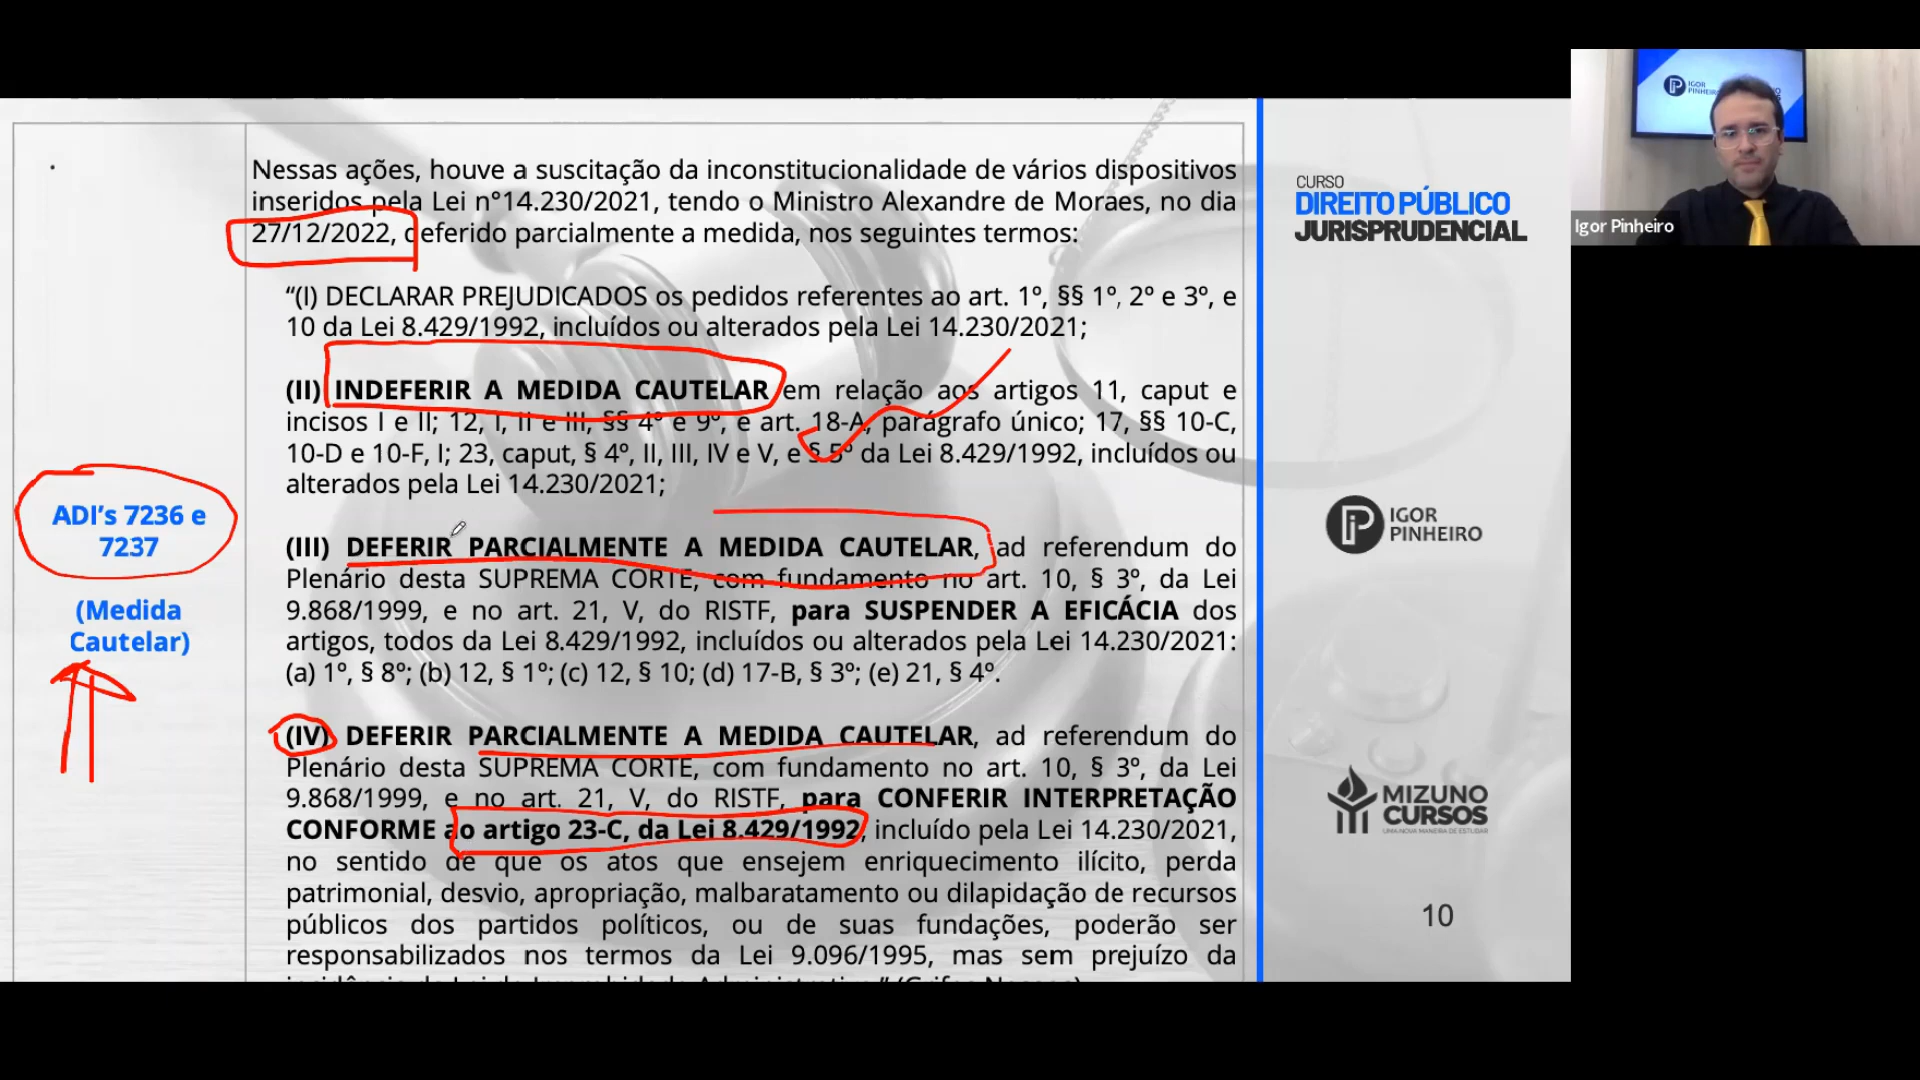 Nessas ações, houve a suscitação da inconstitucionalidade de vários dispositivos
inseridos pela Lei n°14.230/2021, tendo o Ministro Alexandre de Moraes, no dia
27/12/2022, deferido parcialmente a medida, nos seguintes termos:
“(I) DECLARAR PREJUDICADOS os pedidos referentes ao art. 1º, §§ 1º, 2º e 3º, e
10 da Lei 8.429/1992, incluídos ou alterados pela Lei 14.230/2021;
(II) INDEFERIR A MEDIDA CAUTELAR em relação aos artigos 11, caput e
incisos I e II; 12, I, II e III, §§ 4º e 9º, e art. 18-A, parágrafo único; 17, §§ 10-C,
10-D e 10-F, I; 23, caput, § 4º, II, III, IV e V, e § 5º da Lei 8.429/1992, incluídos ou
alterados pela Lei 14.230/2021;
ADI’s 7236 e
7237
(Medida
Cautelar)
(III) DEFERIR PARCIALMENTE A MEDIDA CAUTELAR, ad referendum do
Plenário desta SUPREMA CORTE, com fundamento no art. 10, § 3º, da Lei
9.868/1999, e no art. 21, V, do RISTF, para SUSPENDER A EFICÁCIA dos
artigos, todos da Lei 8.429/1992, incluídos ou alterados pela Lei 14.230/2021:
(a) 1º, § 8º; (b) 12, § 1º; (c) 12, § 10; (d) 17-B, § 3º; (e) 21, § 4º.
(IV) DEFERIR PARCIALMENTE A MEDIDA CAUTELAR, ad referendum do
Plenário desta SUPREMA CORTE, com fundamento no art. 10, § 3º, da Lei
9.868/1999, e no art. 21, V, do RISTF, para CONFERIR INTERPRETAÇÃO
CONFORME ao artigo 23-C, da Lei 8.429/1992, incluído pela Lei 14.230/2021,
no sentido de que os atos que ensejem enriquecimento ilícito, perda
patrimonial, desvio, apropriação, malbaratamento ou dilapidação de recursos
públicos dos partidos políticos, ou de suas fundações, poderão ser
responsabilizados nos termos da Lei 9.096/1995, mas sem prejuízo da
CURSO
DIREITO PÚBLICO
JURISPRUDENCIAL
IGOR
PINHEIRO
MIZUNO
CURSOS
UMA NOVA MANEIRA DE ESTUDAR
10
IGOR
PINHEIRO
Igor Pinheiro